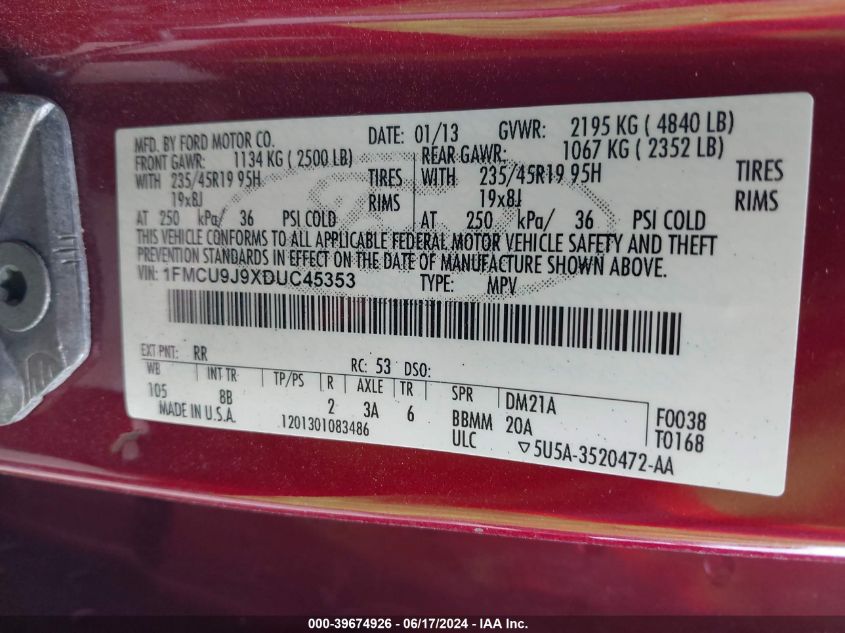 MFD. BY FORD MOTOR CO. DATE: 01/13 GVWR: 2195 KG ( 4840 LB)
FRONT GAWR: 1134 KG ( 2500 LB) REAR GAWR: 1067 KG ( 2352 LB)
WITH 235/45R19 95H TIRES WITH 235/45R19 95H TIRES
19x8J RIMS 19x8J RIMS
AT 250 kPa/ 36 PSI COLD AT 250 kPa/ 36 PSI COLD
THIS VEHICLE CONFORMS TO ALL APPLICABLE FEDERAL MOTOR VEHICLE SAFETY AND THEFT
PREVENTION STANDARDS IN EFFECT ON THE DATE OF MANUFACTURE SHOWN ABOVE.
VIN: 1FMCU9J9XDUC45353 TYPE: MPV
EXT PNT: RR RC: 53 DSO:
WB INT TR TP/PS R AXLE TR SPR DM21A F0038
105 8B 2 3A 6 BBMM 20A T0168
MADE IN U.S.A. 1201301083486 ULC ▽5U5A-3520472-AA
000-39674926 - 06/17/2024 - IAA Inc.